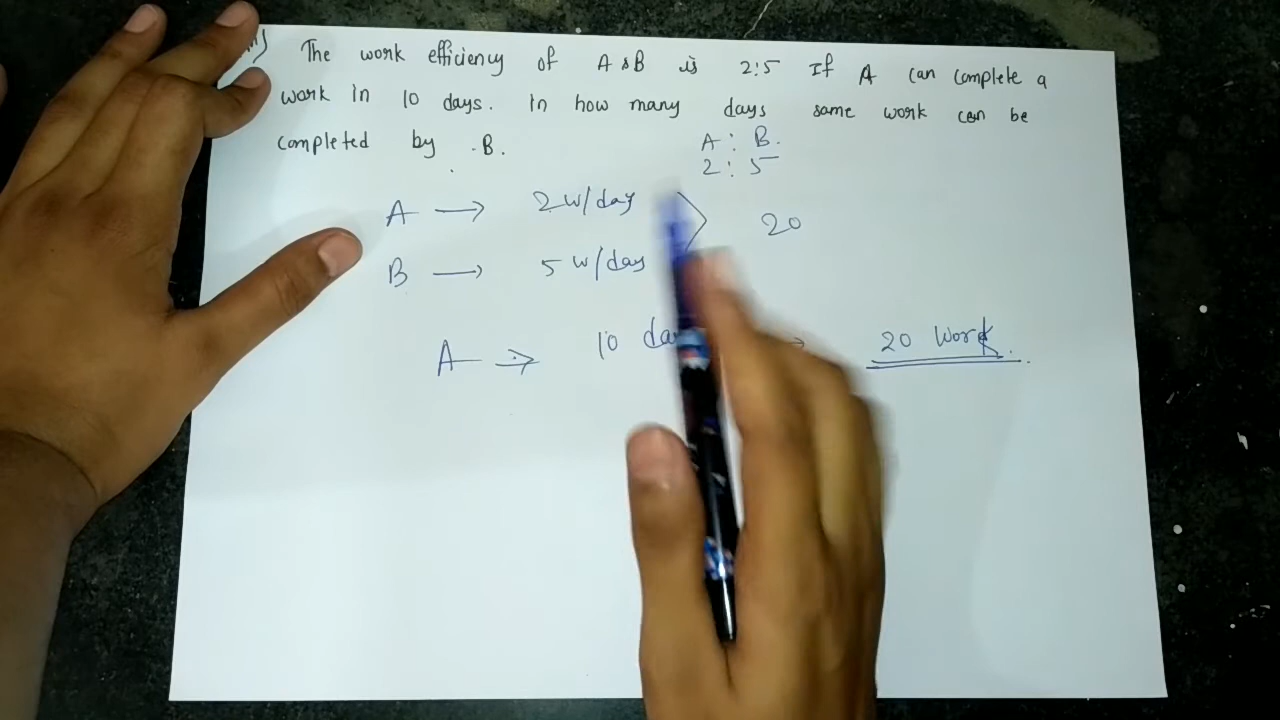 The work efficiency of A & B is 2:5 If A can complete a
work in 10 days. In how many days same work can be
completed by B.
A : B.
2 : 5
A → 2 w/day
20
B → 5 w/day
A → 10 → 20 work.